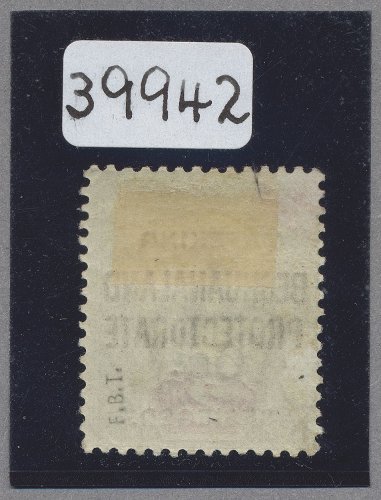 39942
BECHUANALAND
PROTECTORATE
F.B.T.